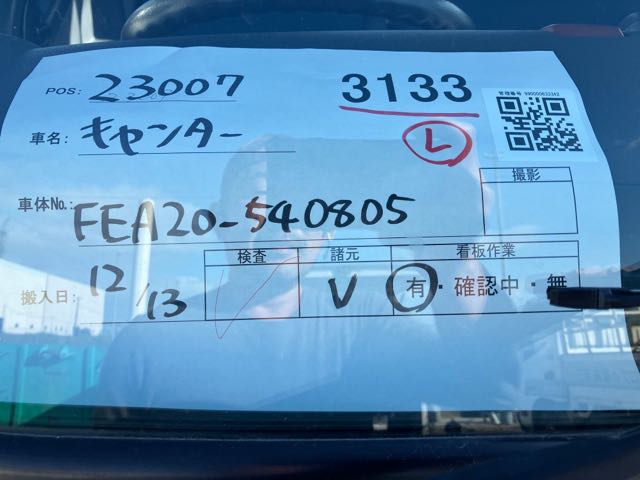 POS: 23007 3133
管理番号 990000633342
車名: キャンター L
車体No.: FEA20-540805
撮影
検査 諸元 看板作業
搬入日: 12/13 V 有・確認中・無